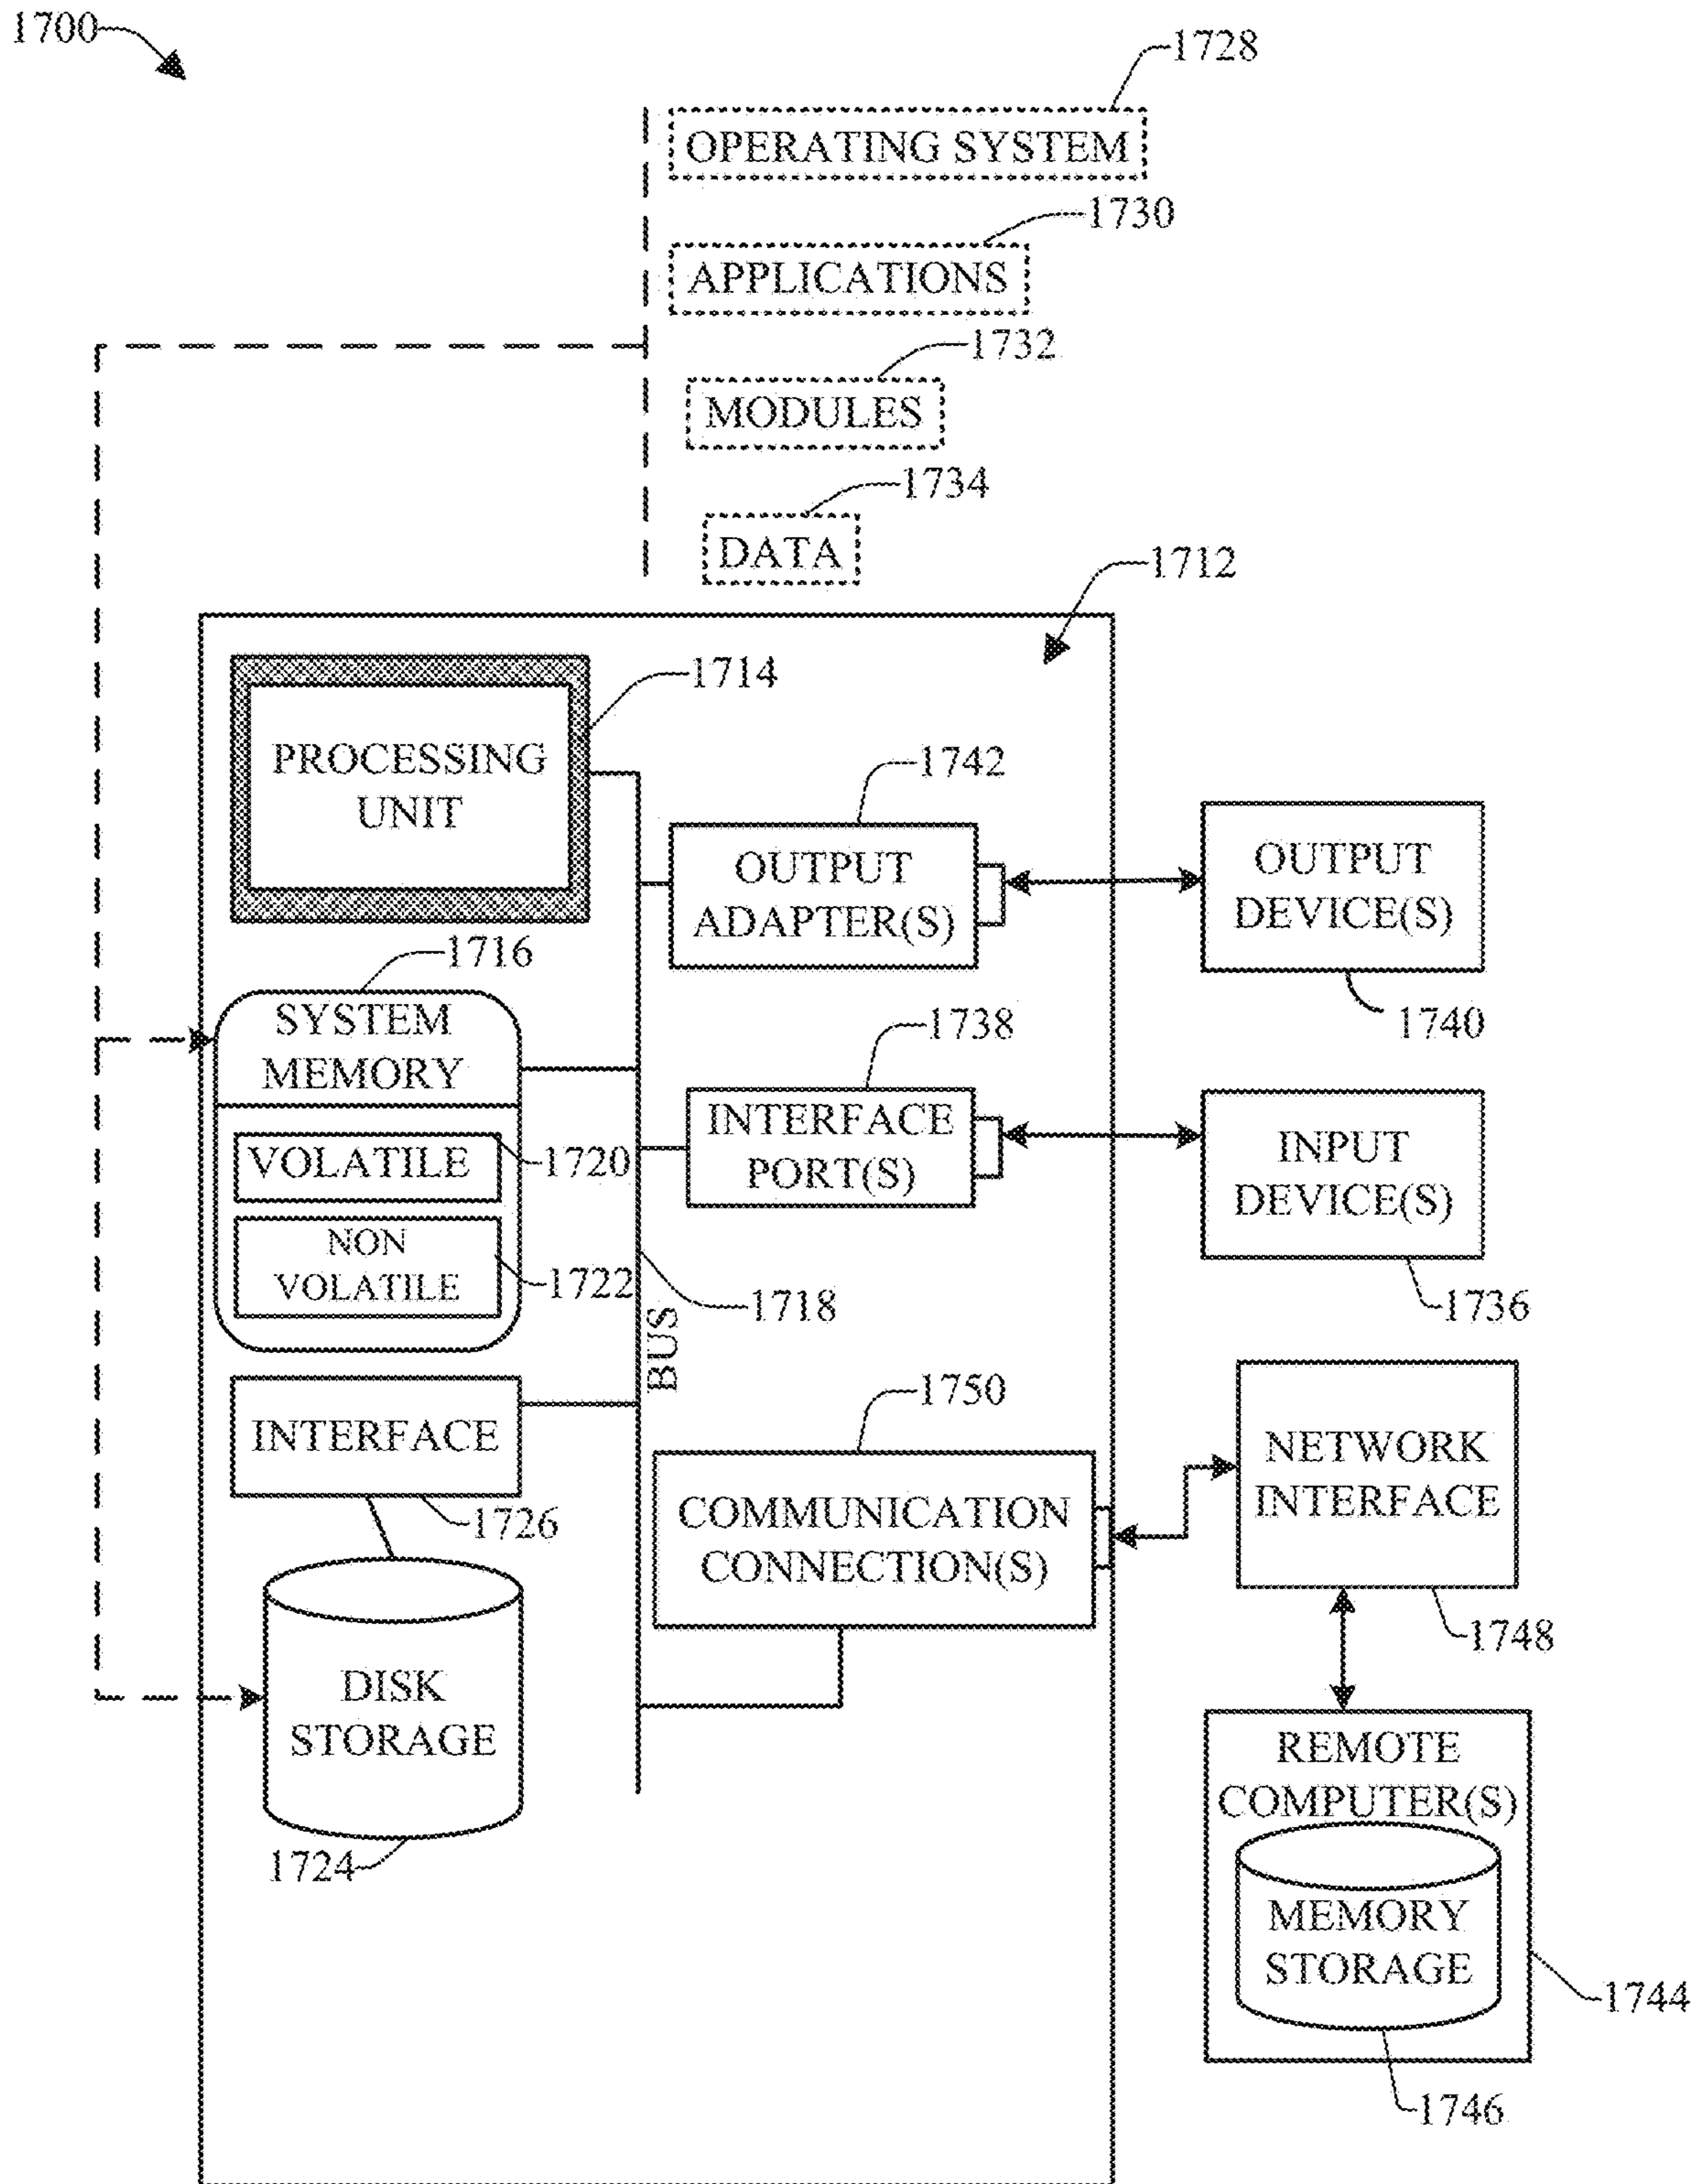 1700
1728
OPERATING SYSTEM
1730
APPLICATIONS
1732
MODULES
1734
DATA
1712
1714
PROCESSING
UNIT
1742
OUTPUT
ADAPTER(S)
OUTPUT
DEVICE(S)
1740
1716
SYSTEM
MEMORY
VOLATILE
1720
NON
VOLATILE
1722
1738
INTERFACE
PORT(S)
INPUT
DEVICE(S)
1736
1718
BUS
INTERFACE
1726
1750
COMMUNICATION
CONNECTION(S)
NETWORK
INTERFACE
1748
DISK
STORAGE
1724
REMOTE
COMPUTER(S)
MEMORY
STORAGE
1744
1746